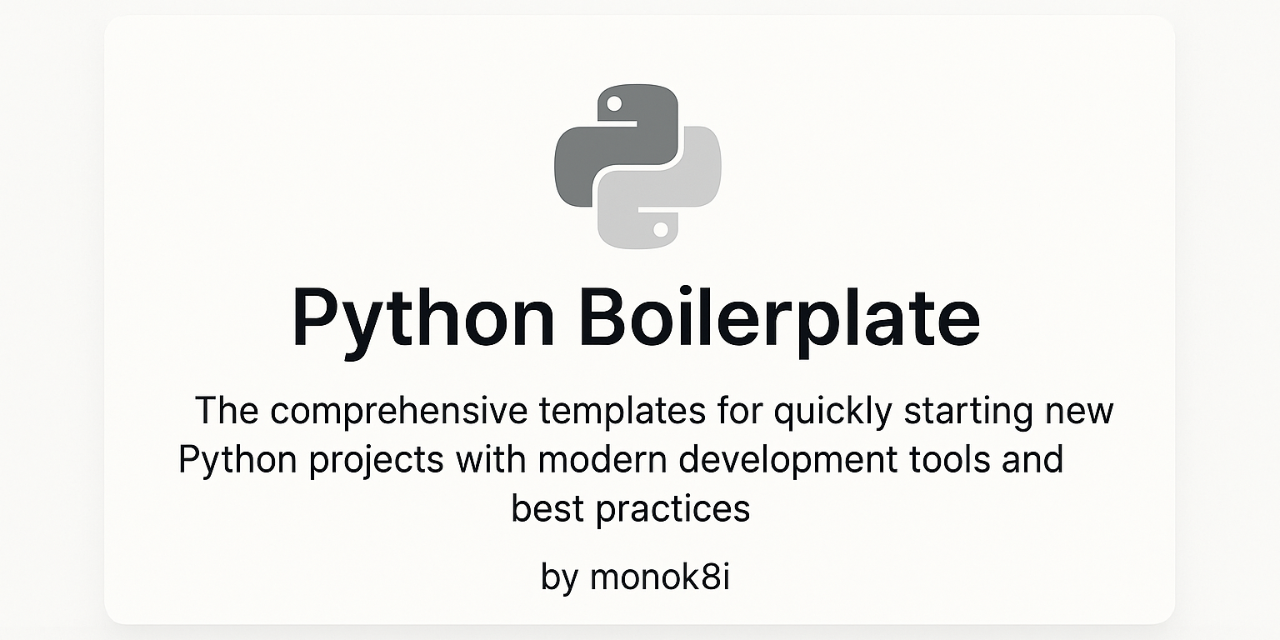 Python Boilerplate
The comprehensive templates for quickly starting new
Python projects with modern development tools and
best practices
by monok8i